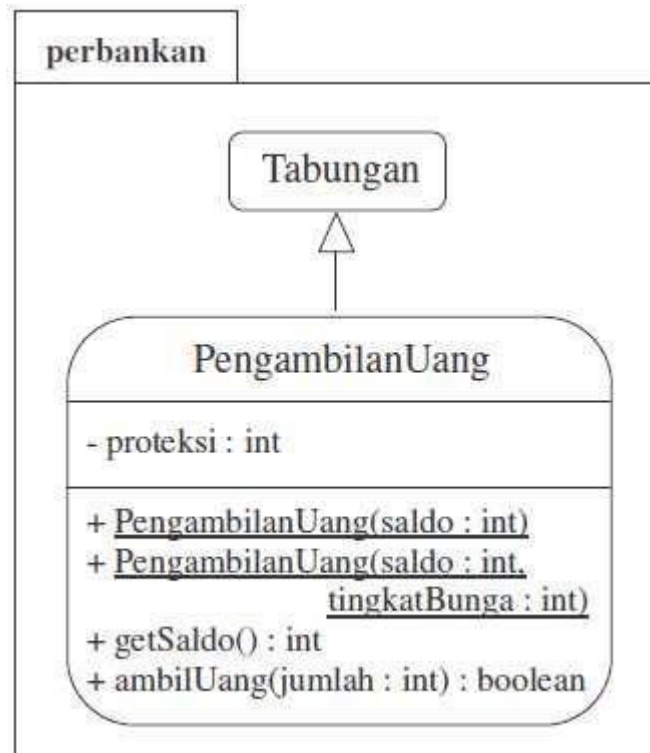 perbankan
Tabungan
PengambilanUang
- proteksi : int
+ PengambilanUang(saldo : int)
+ PengambilanUang(saldo : int,
tingkatBunga : int)
+ getSaldo() : int
+ ambilUang(jumlah : int) : boolean